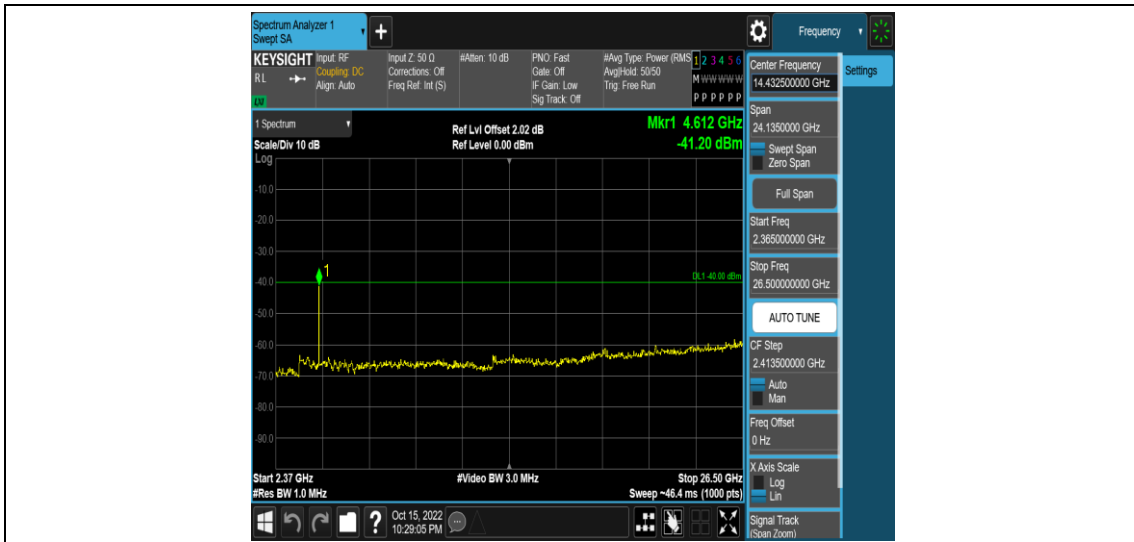 Spectrum Analyzer 1
Swept SA
+
Frequency
KEYSIGHT
RL
LXI
Input: RF
Coupling: DC
Align: Auto
Input Z: 50 Ω
Corrections: Off
Freq Ref: Int (S)
#Atten: 10 dB
PNO: Fast
Gate: Off
IF Gain: Low
Sig Track: Off
#Avg Type: Power (RMS
Avg|Hold: 50/50
Trig: Free Run
1 2 3 4 5 6
M W W W W W
P P P P P P
1 Spectrum
Scale/Div 10 dB
Log
Ref Lvl Offset 2.02 dB
Ref Level 0.00 dBm
Mkr1 4.612 GHz
-41.20 dBm
-10.0
-20.0
-30.0
1
DL1 -40.00 dBm
-40.0
-50.0
-60.0
-70.0
-80.0
-90.0
Start 2.37 GHz
#Res BW 1.0 MHz
#Video BW 3.0 MHz
Stop 26.50 GHz
Sweep ~46.4 ms (1000 pts)
?
Oct 15, 2022
10:29:05 PM
Center Frequency
14.432500000 GHz
Settings
Span
24.1350000 GHz
Swept Span
Zero Span
Full Span
Start Freq
2.365000000 GHz
Stop Freq
26.500000000 GHz
AUTO TUNE
CF Step
2.413500000 GHz
Auto
Man
Freq Offset
0 Hz
X Axis Scale
Log
Lin
Signal Track
(Span Zoom)